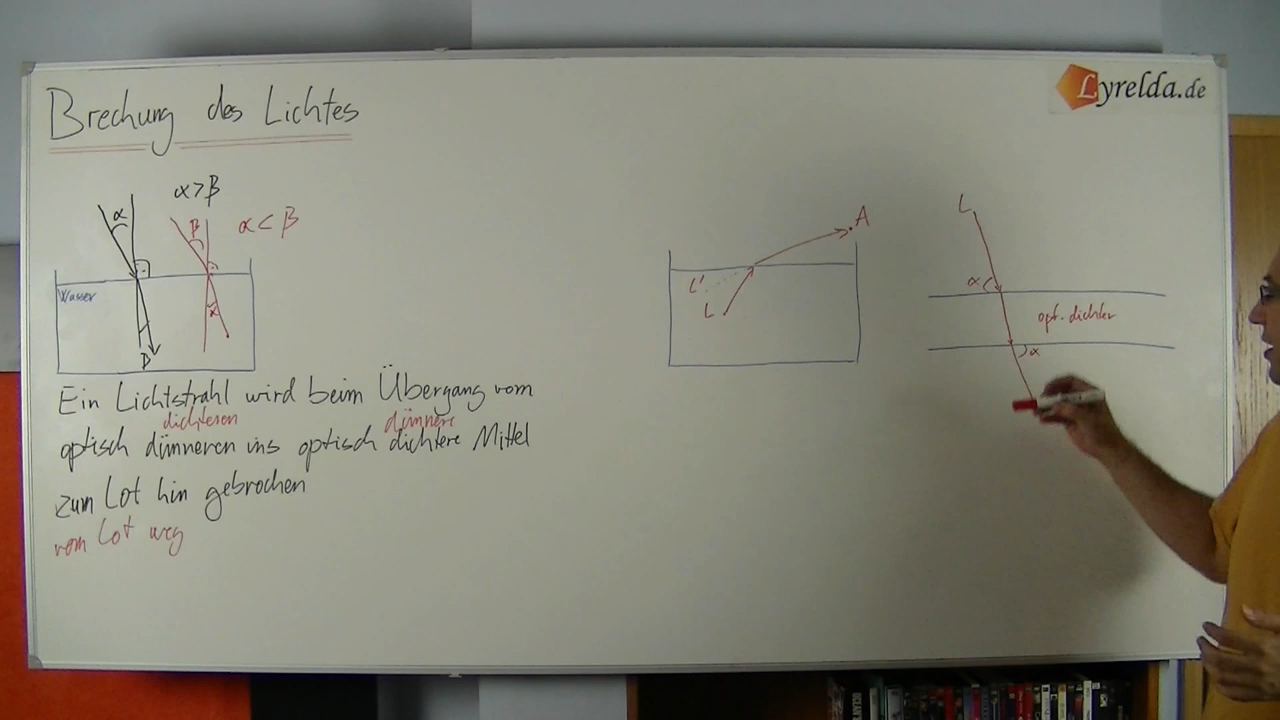 Brechung des Lichtes
Lyrelda.de
α > β
α
β
α < β
Wasser
α
β
Ein Lichtstrahl wird beim Übergang vom
dichteren dünnere
optisch dünneren ins optisch dichtere Mittel
zum Lot hin gebrochen
vom Lot weg
A
L'
L
L
α
opt. dichter
α